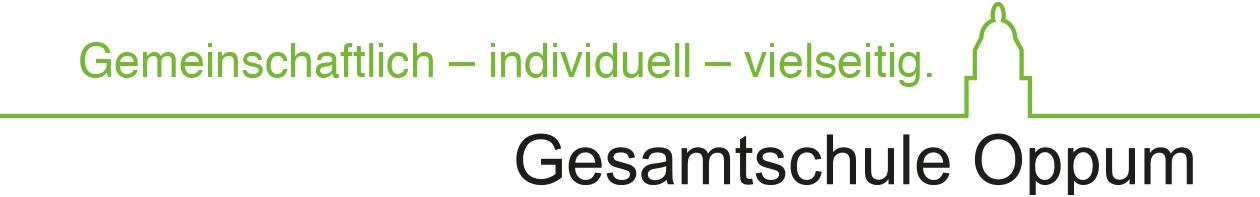 Gemeinschaftlich – individuell – vielseitig.
Gesamtschule Oppum